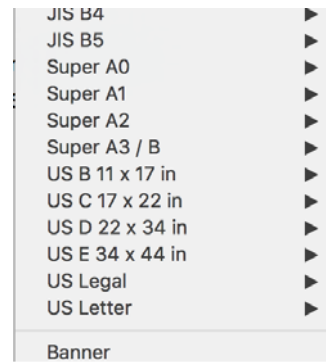 JIS B4
JIS B5
Super A0
Super A1
Super A2
Super A3 / B
US B 11 x 17 in
US C 17 x 22 in
US D 22 x 34 in
US E 34 x 44 in
US Legal
US Letter
Banner